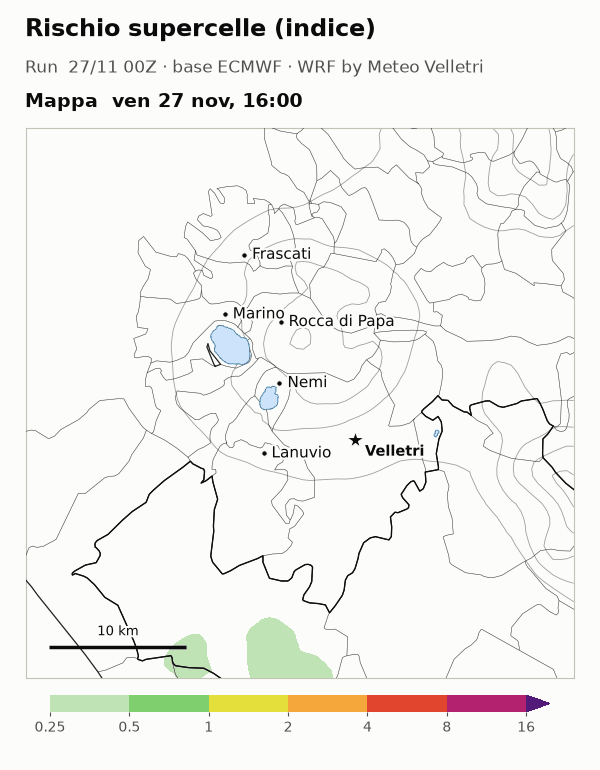 Rischio supercelle (indice)
Run  27/11 00Z · base ECMWF · WRF by Meteo Velletri
Mappa  ven 27 nov, 16:00
Frascati
Marino
Rocca di Papa
Nemi
Velletri
Lanuvio
10 km
0.25 0.5 1 2 4 8 16